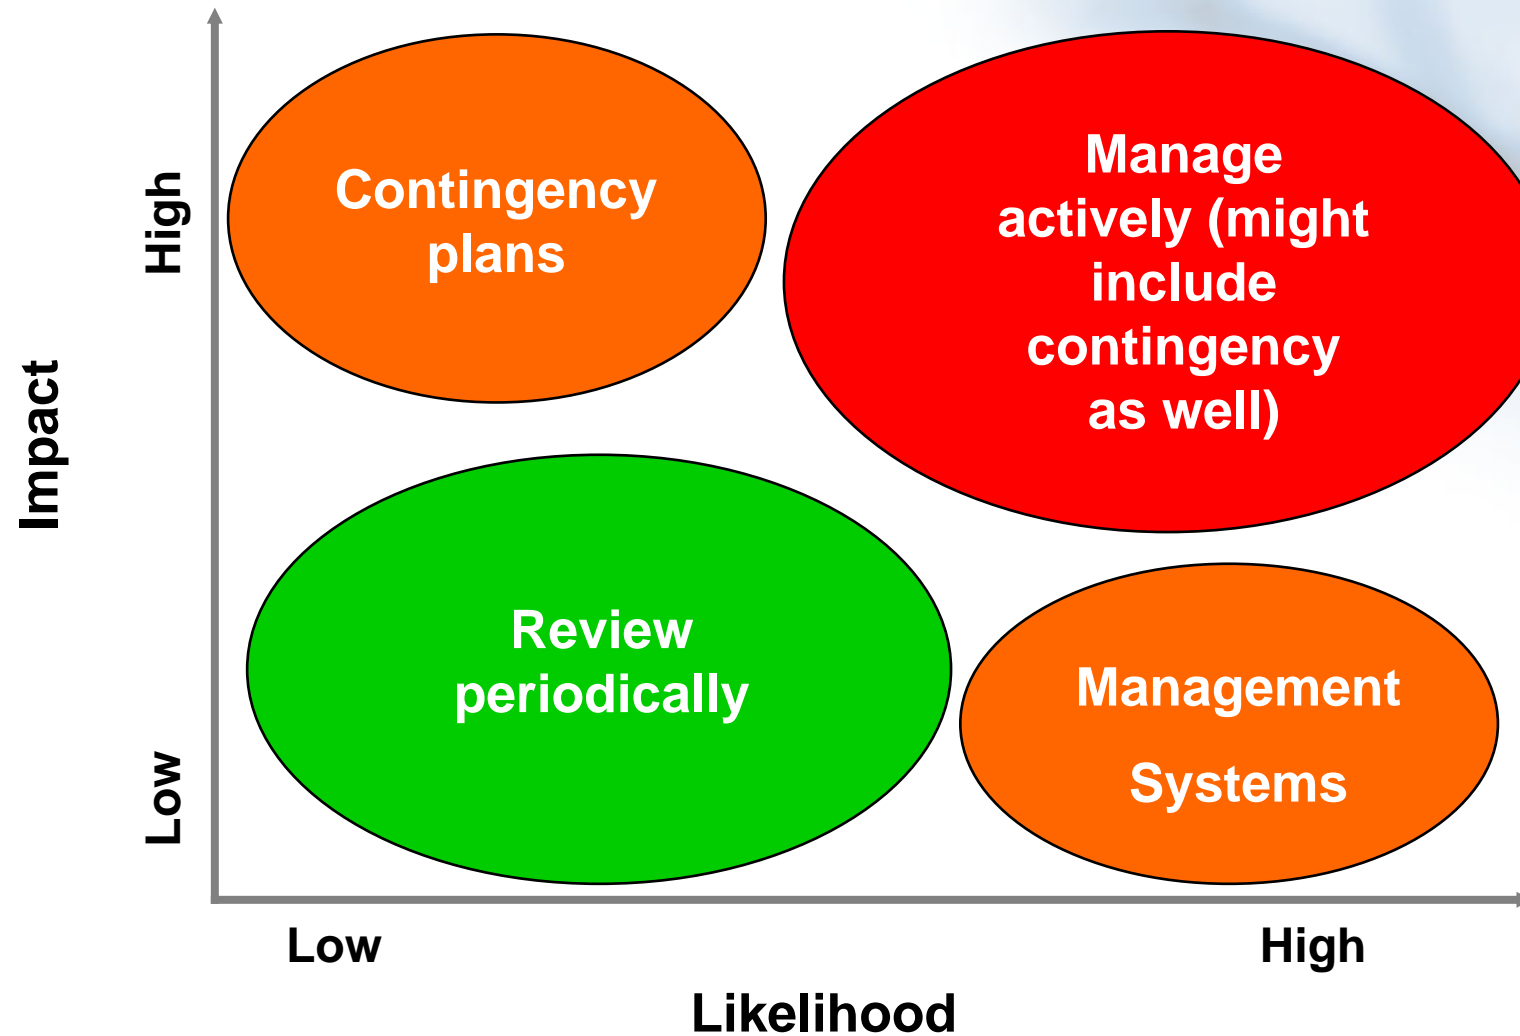 Impact
High
Low
Contingency
plans
Manage
actively (might
include
contingency
as well)
Review
periodically
Management
Systems
Low
High
Likelihood